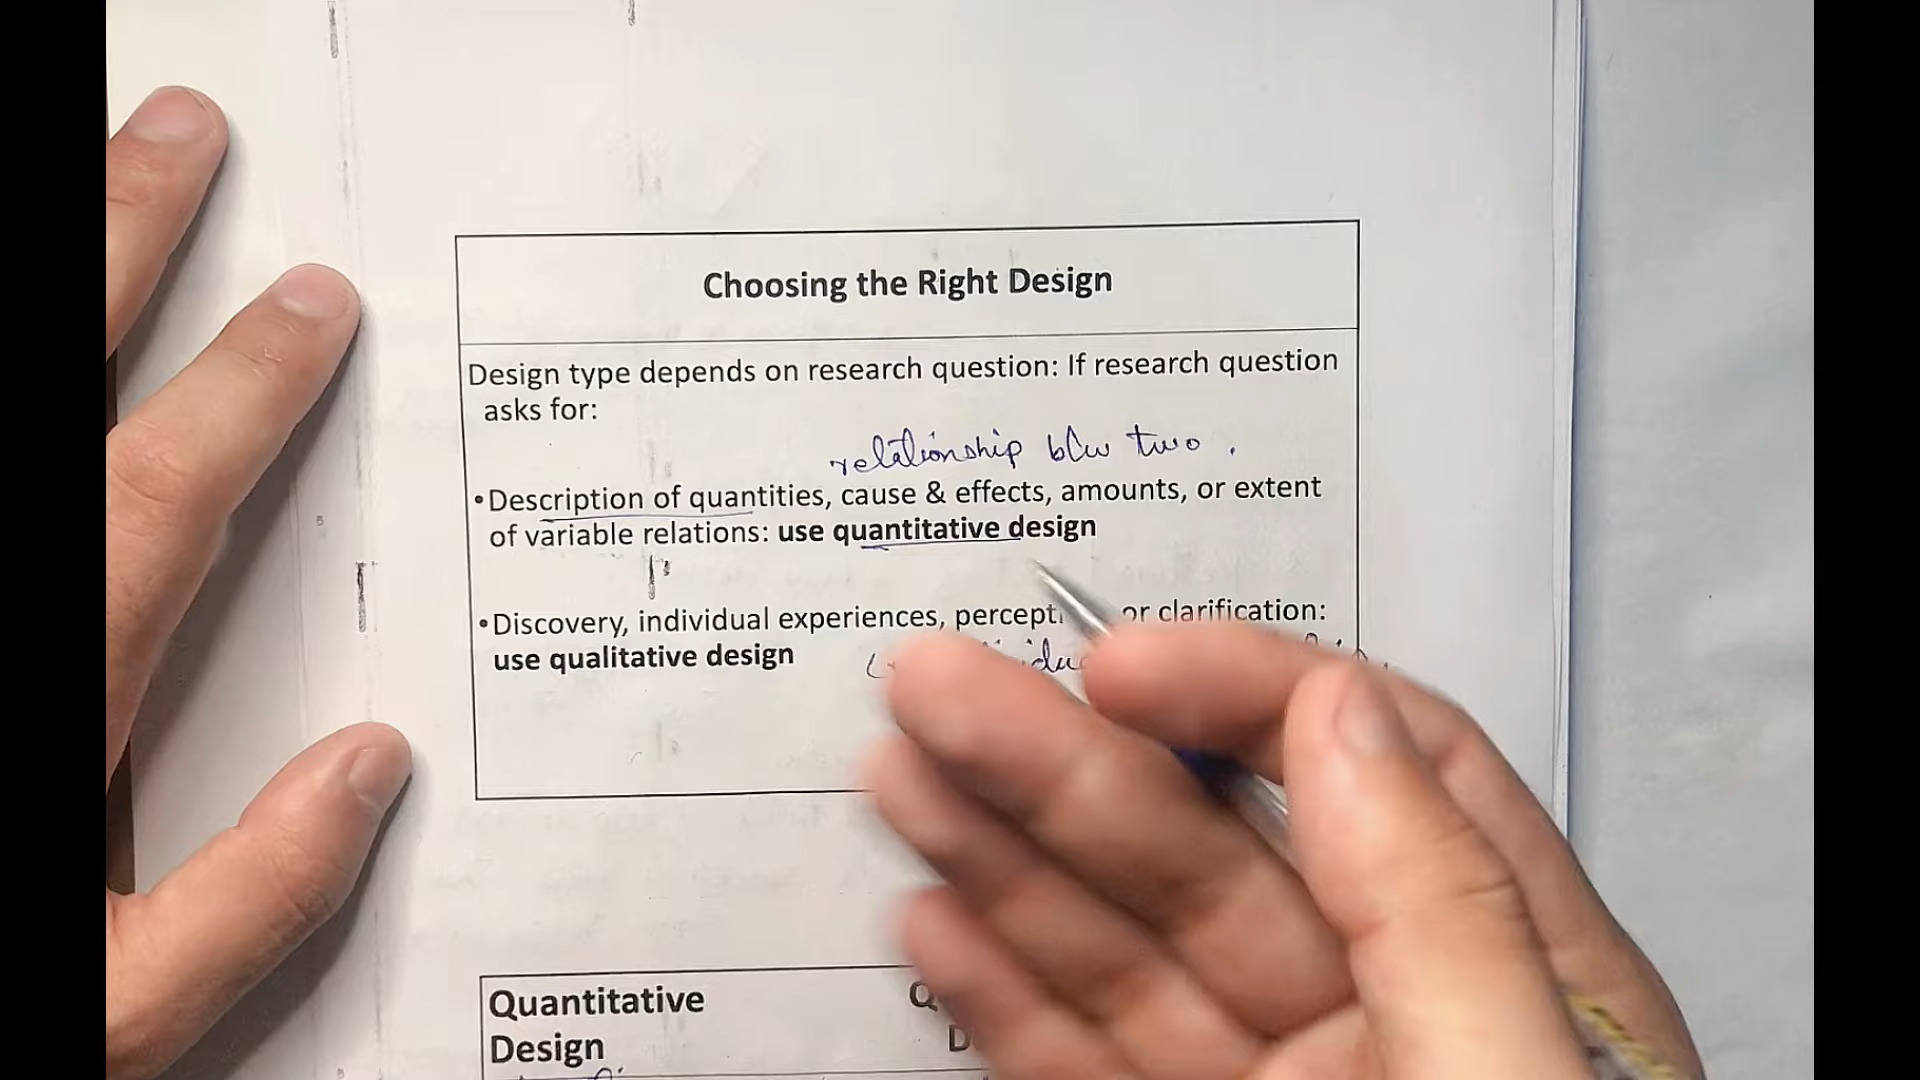 Choosing the Right Design
Design type depends on research question: If research question
asks for:
relationship b/w two .
•Description of quantities, cause & effects, amounts, or extent
of variable relations: use quantitative design
•Discovery, individual experiences, or clarification:
use qualitative design
Quantitative
Design